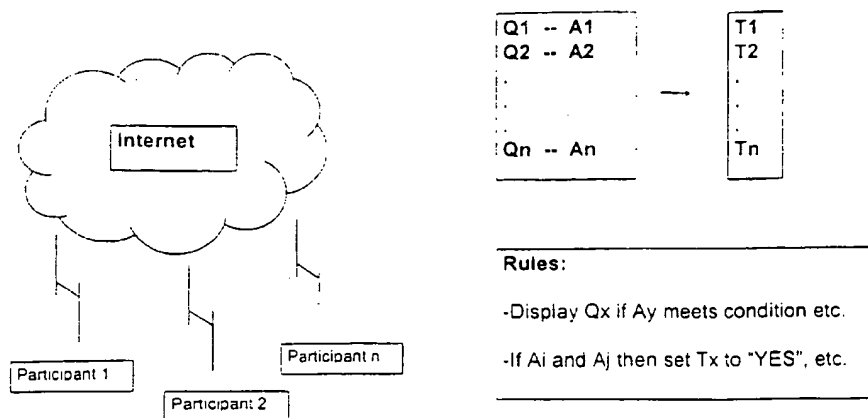 Internet
Participant 1
Participant 2
Participant n
Q1 -- A1
Q2 -- A2
.
.
.
Qn -- An
T1
T2
.
.
.
Tn
Rules:
-Display Qx if Ay meets condition etc.
-If Ai and Aj then set Tx to "YES", etc.